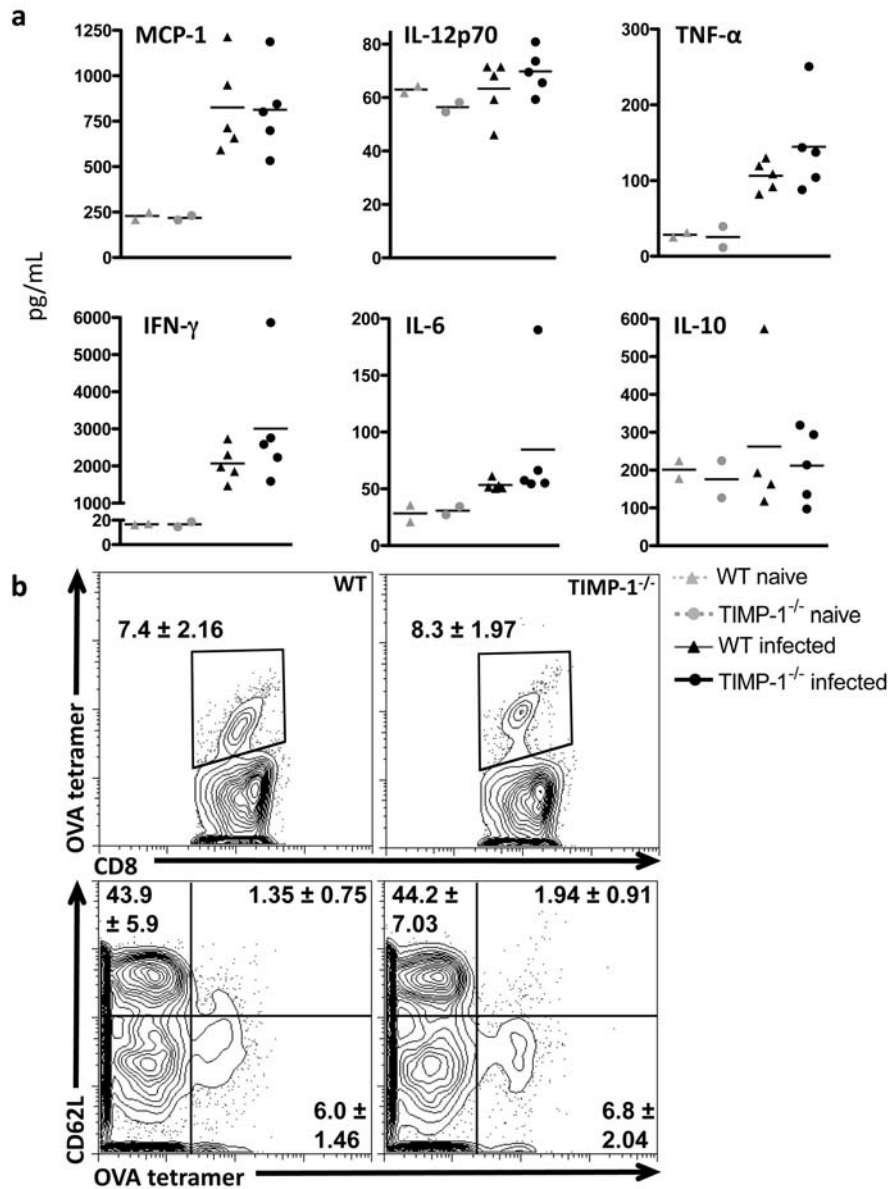 a
MCP-1
1250
1000
750
500
250
0
IL-12p70
80
60
40
20
0
TNF-α
300
200
100
0
pg/mL
IFN-γ
6000
5000
4000
3000
2000
1000
20
0
IL-6
200
150
100
50
0
IL-10
600
500
400
300
200
100
0
WT naive
TIMP-1-/- naive
WT infected
TIMP-1-/- infected
b
WT
7.4 ± 2.16
TIMP-1-/-
8.3 ± 1.97
OVA tetramer
CD8
43.9
± 5.9
1.35 ± 0.75
6.0 ±
1.46
44.2 ±
7.03
1.94 ± 0.91
6.8 ±
2.04
CD62L
OVA tetramer